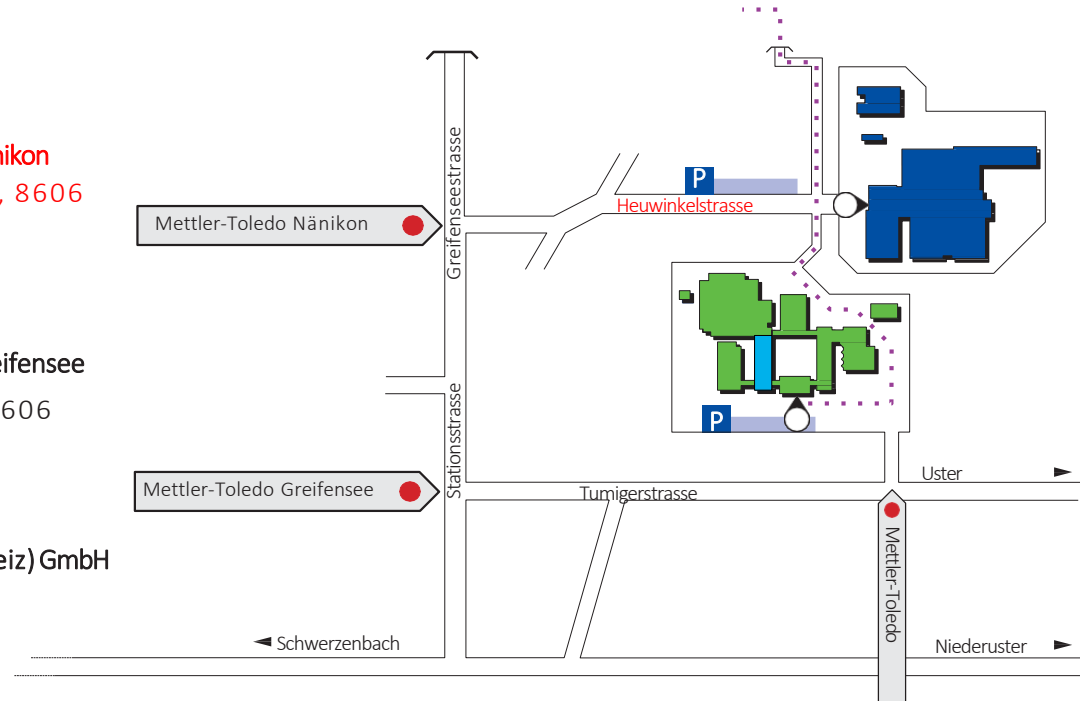 nikon
, 8606
eifensee
606
eiz) GmbH
Mettler-Toledo Nänikon
Greifenseestrasse
P
Heuwinkelstrasse
P
Stationsstrasse
Mettler-Toledo Greifensee
Tumigerstrasse
Uster
Mettler-Toledo
Schwerzenbach
Niederuster